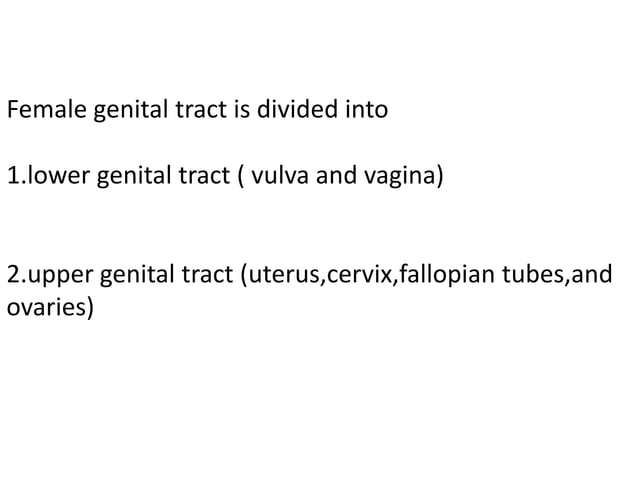 Female genital tract is divided into
1.lower genital tract ( vulva and vagina)
2.upper genital tract (uterus,cervix,fallopian tubes,and
ovaries)